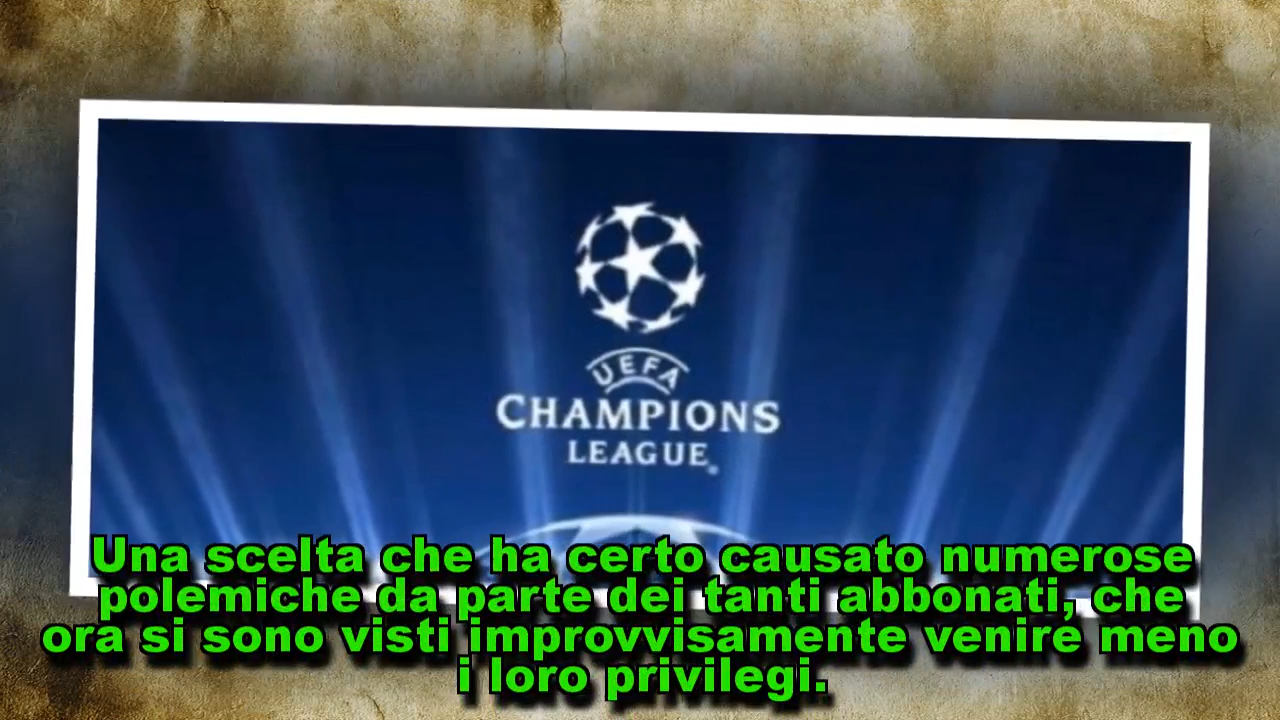 UEFA
CHAMPIONS
LEAGUE®
Una scelta che ha certo causato numerose
polemiche da parte dei tanti abbonati, che
ora si sono visti improvvisamente venire meno
i loro privilegi.